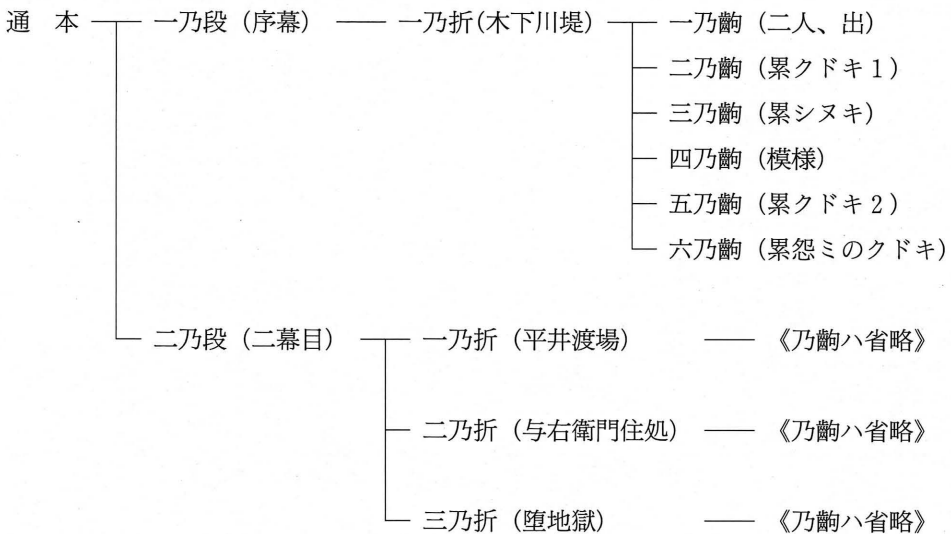 通 本 一乃段（序幕） 一乃折（木下川堤） 一乃齣（二人、出）
二乃齣（累クドキ１）
三乃齣（累シヌキ）
四乃齣（模様）
五乃齣（累クドキ２）
六乃齣（累怨ミのクドキ）
二乃段（二幕目） 一乃折（平井渡場） 《乃齣ハ省略》
二乃折（与右衛門住処） 《乃齣ハ省略》
三乃折（堕地獄） 《乃齣ハ省略》